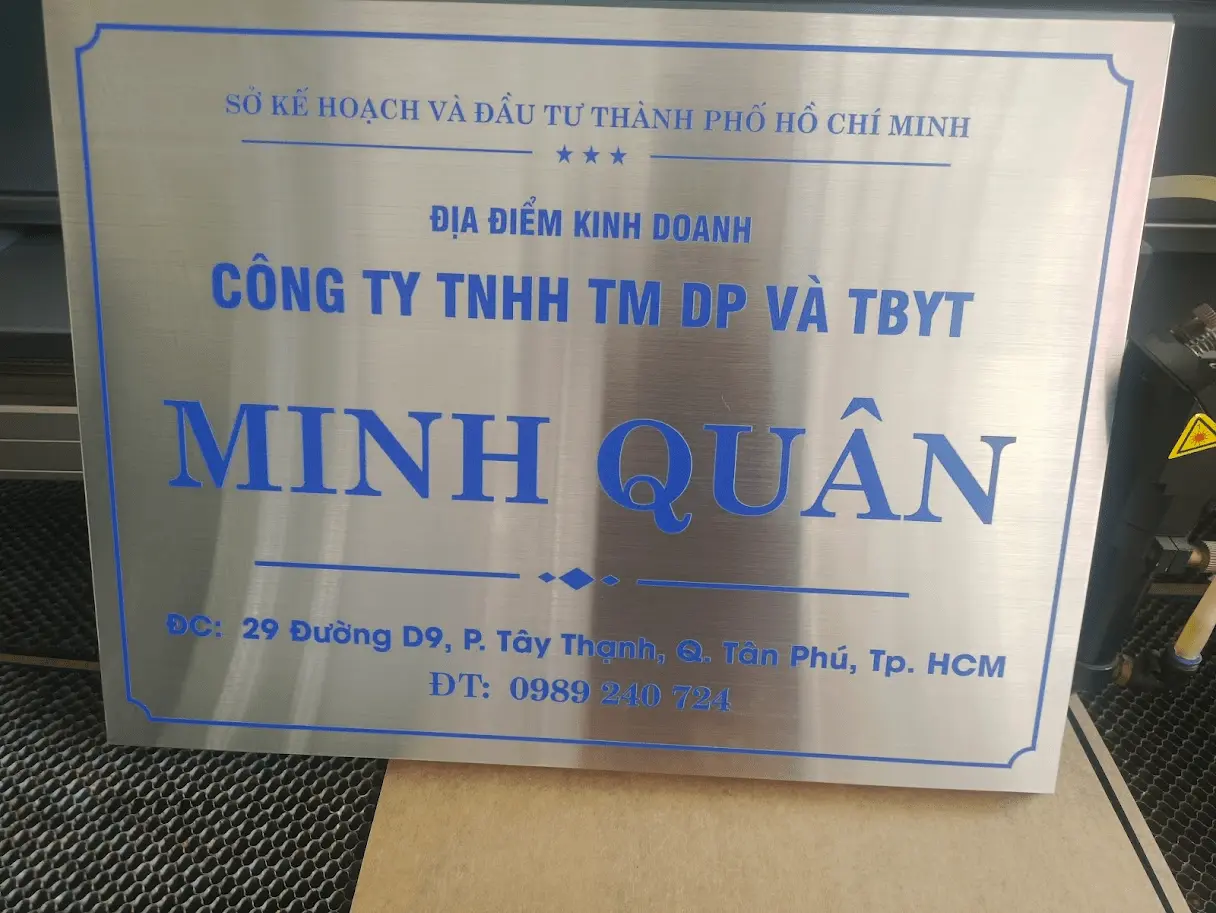 SỞ KẾ HOẠCH VÀ ĐẦU TƯ THÀNH PHỐ HỒ CHÍ MINH
ĐỊA ĐIỂM KINH DOANH
CÔNG TY TNHH TM DP VÀ TBYT
MINH QUÂN
ĐC: 29 Đường D9, P. Tây Thạnh, Q. Tân Phú, Tp. HCM
ĐT: 0989 240 724